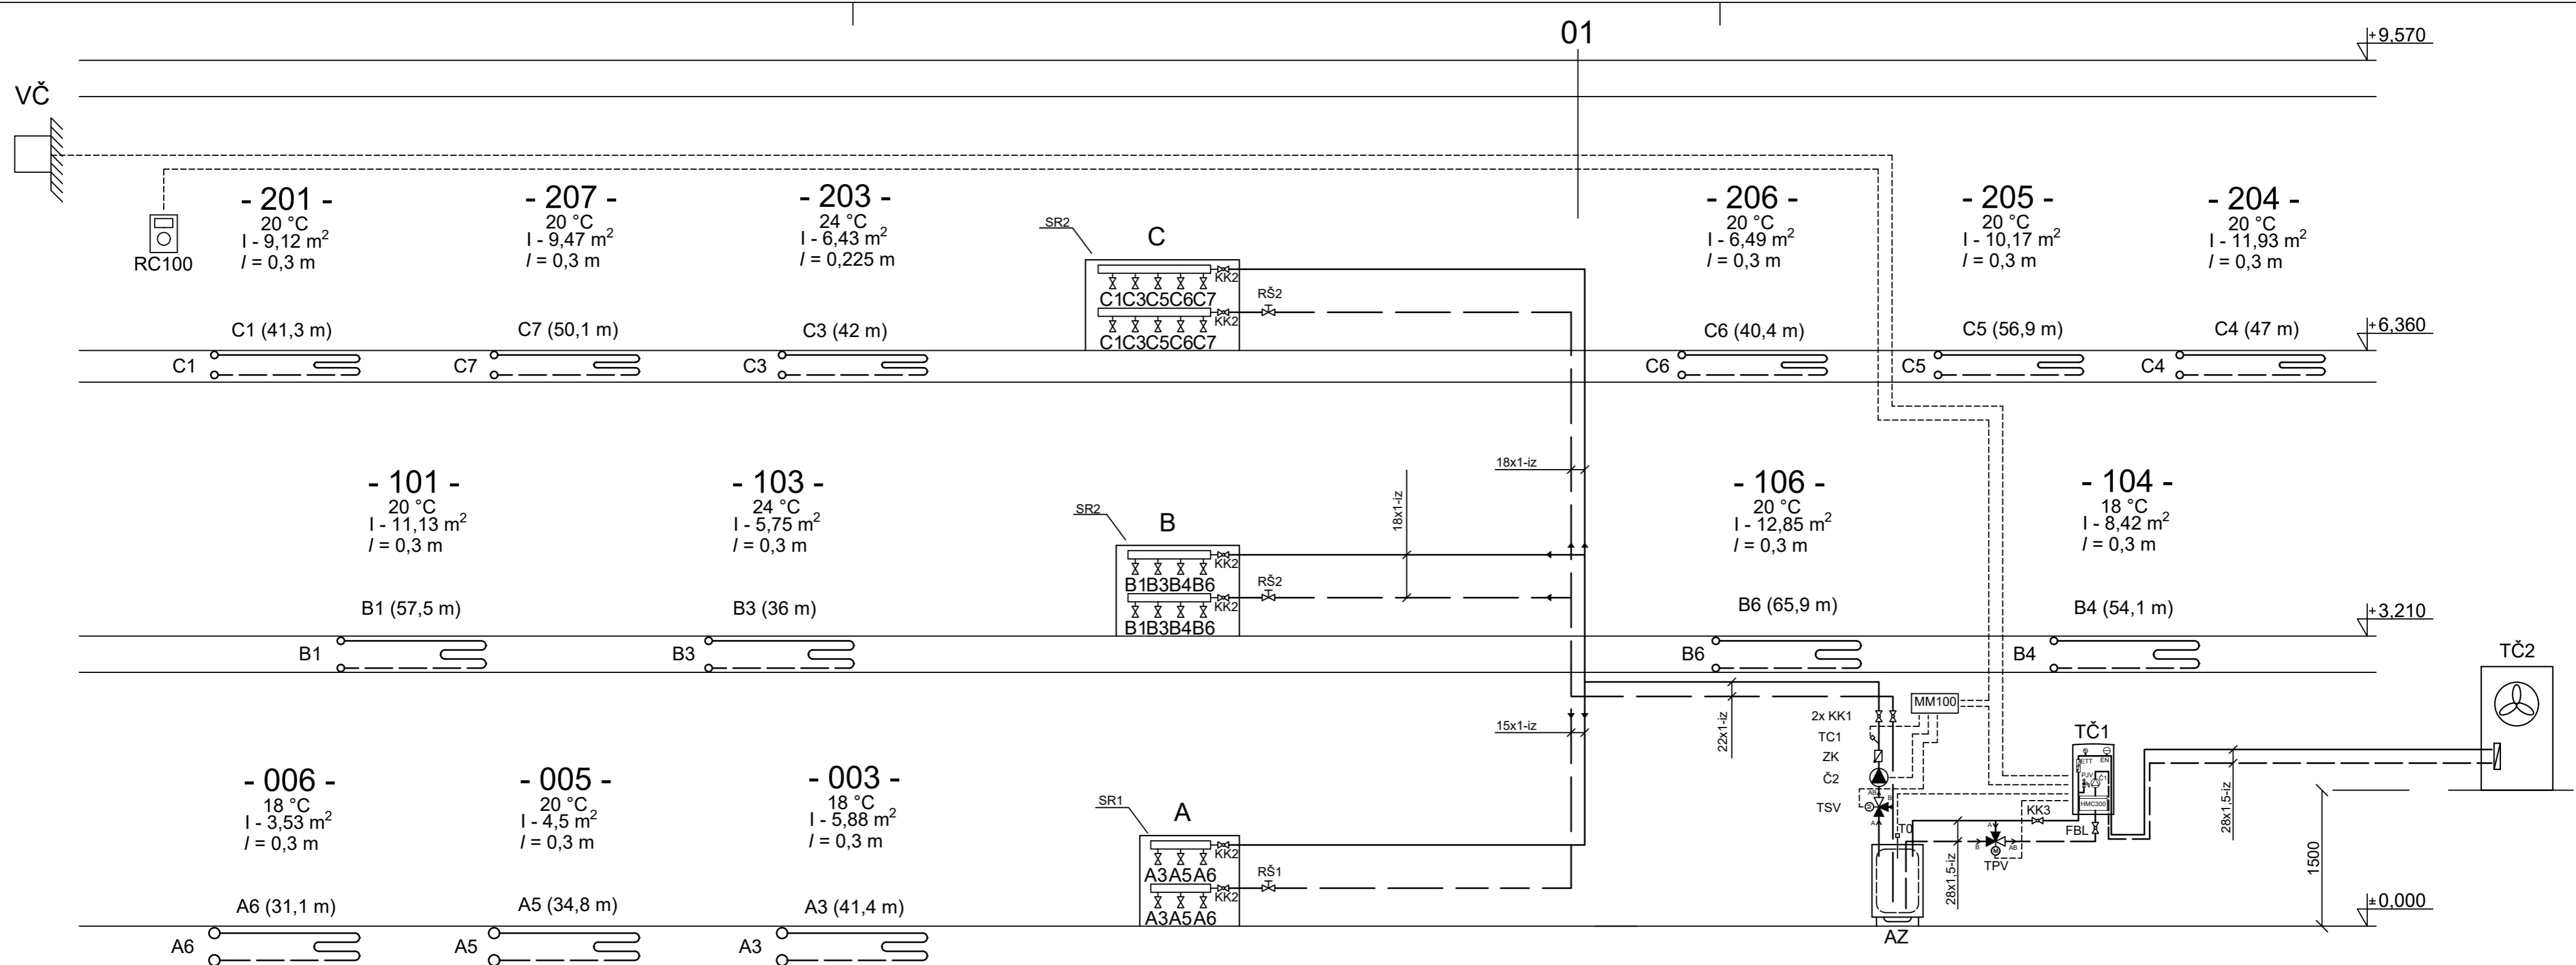 01
+9,570
VČ
RC100
- 201 -
20 °C
I - 9,12 m²
l = 0,3 m
C1 (41,3 m)
C1
- 207 -
20 °C
I - 9,47 m²
l = 0,3 m
C7 (50,1 m)
C7
- 203 -
24 °C
I - 6,43 m²
l = 0,225 m
C3 (42 m)
C3
SR2
C
KK2
C1C3C5C6C7
RŠ2
KK2
C1C3C5C6C7
- 206 -
20 °C
I - 6,49 m²
l = 0,3 m
C6 (40,4 m)
C6
- 205 -
20 °C
I - 10,17 m²
l = 0,3 m
C5 (56,9 m)
C5
- 204 -
20 °C
I - 11,93 m²
l = 0,3 m
C4 (47 m)
C4
+6,360
- 101 -
20 °C
I - 11,13 m²
l = 0,3 m
B1 (57,5 m)
B1
- 103 -
24 °C
I - 5,75 m²
l = 0,3 m
B3 (36 m)
B3
SR2
B
KK2
B1B3B4B6
RŠ2
KK2
B1B3B4B6
18x1-iz
18x1-iz
- 106 -
20 °C
I - 12,85 m²
l = 0,3 m
B6 (65,9 m)
B6
- 104 -
18 °C
I - 8,42 m²
l = 0,3 m
B4 (54,1 m)
B4
+3,210
- 006 -
18 °C
I - 3,53 m²
l = 0,3 m
A6 (31,1 m)
A6
- 005 -
20 °C
I - 4,5 m²
l = 0,3 m
A5 (34,8 m)
A5
- 003 -
18 °C
I - 5,88 m²
l = 0,3 m
A3 (41,4 m)
A3
SR1
A
KK2
A3A5A6
RŠ1
KK2
A3A5A6
15x1-iz
22x1-iz
2x KK1
TC1
ZK
Č2
TSV
AB
B
A
M
MM100
T0
AZ
28x1,5-iz
KK3
A
B
AB
M
TPV
FBL
TČ1
ETT
EN
PJV
Č1
HMC300
TČ2
28x1,5-iz
1500
±0,000